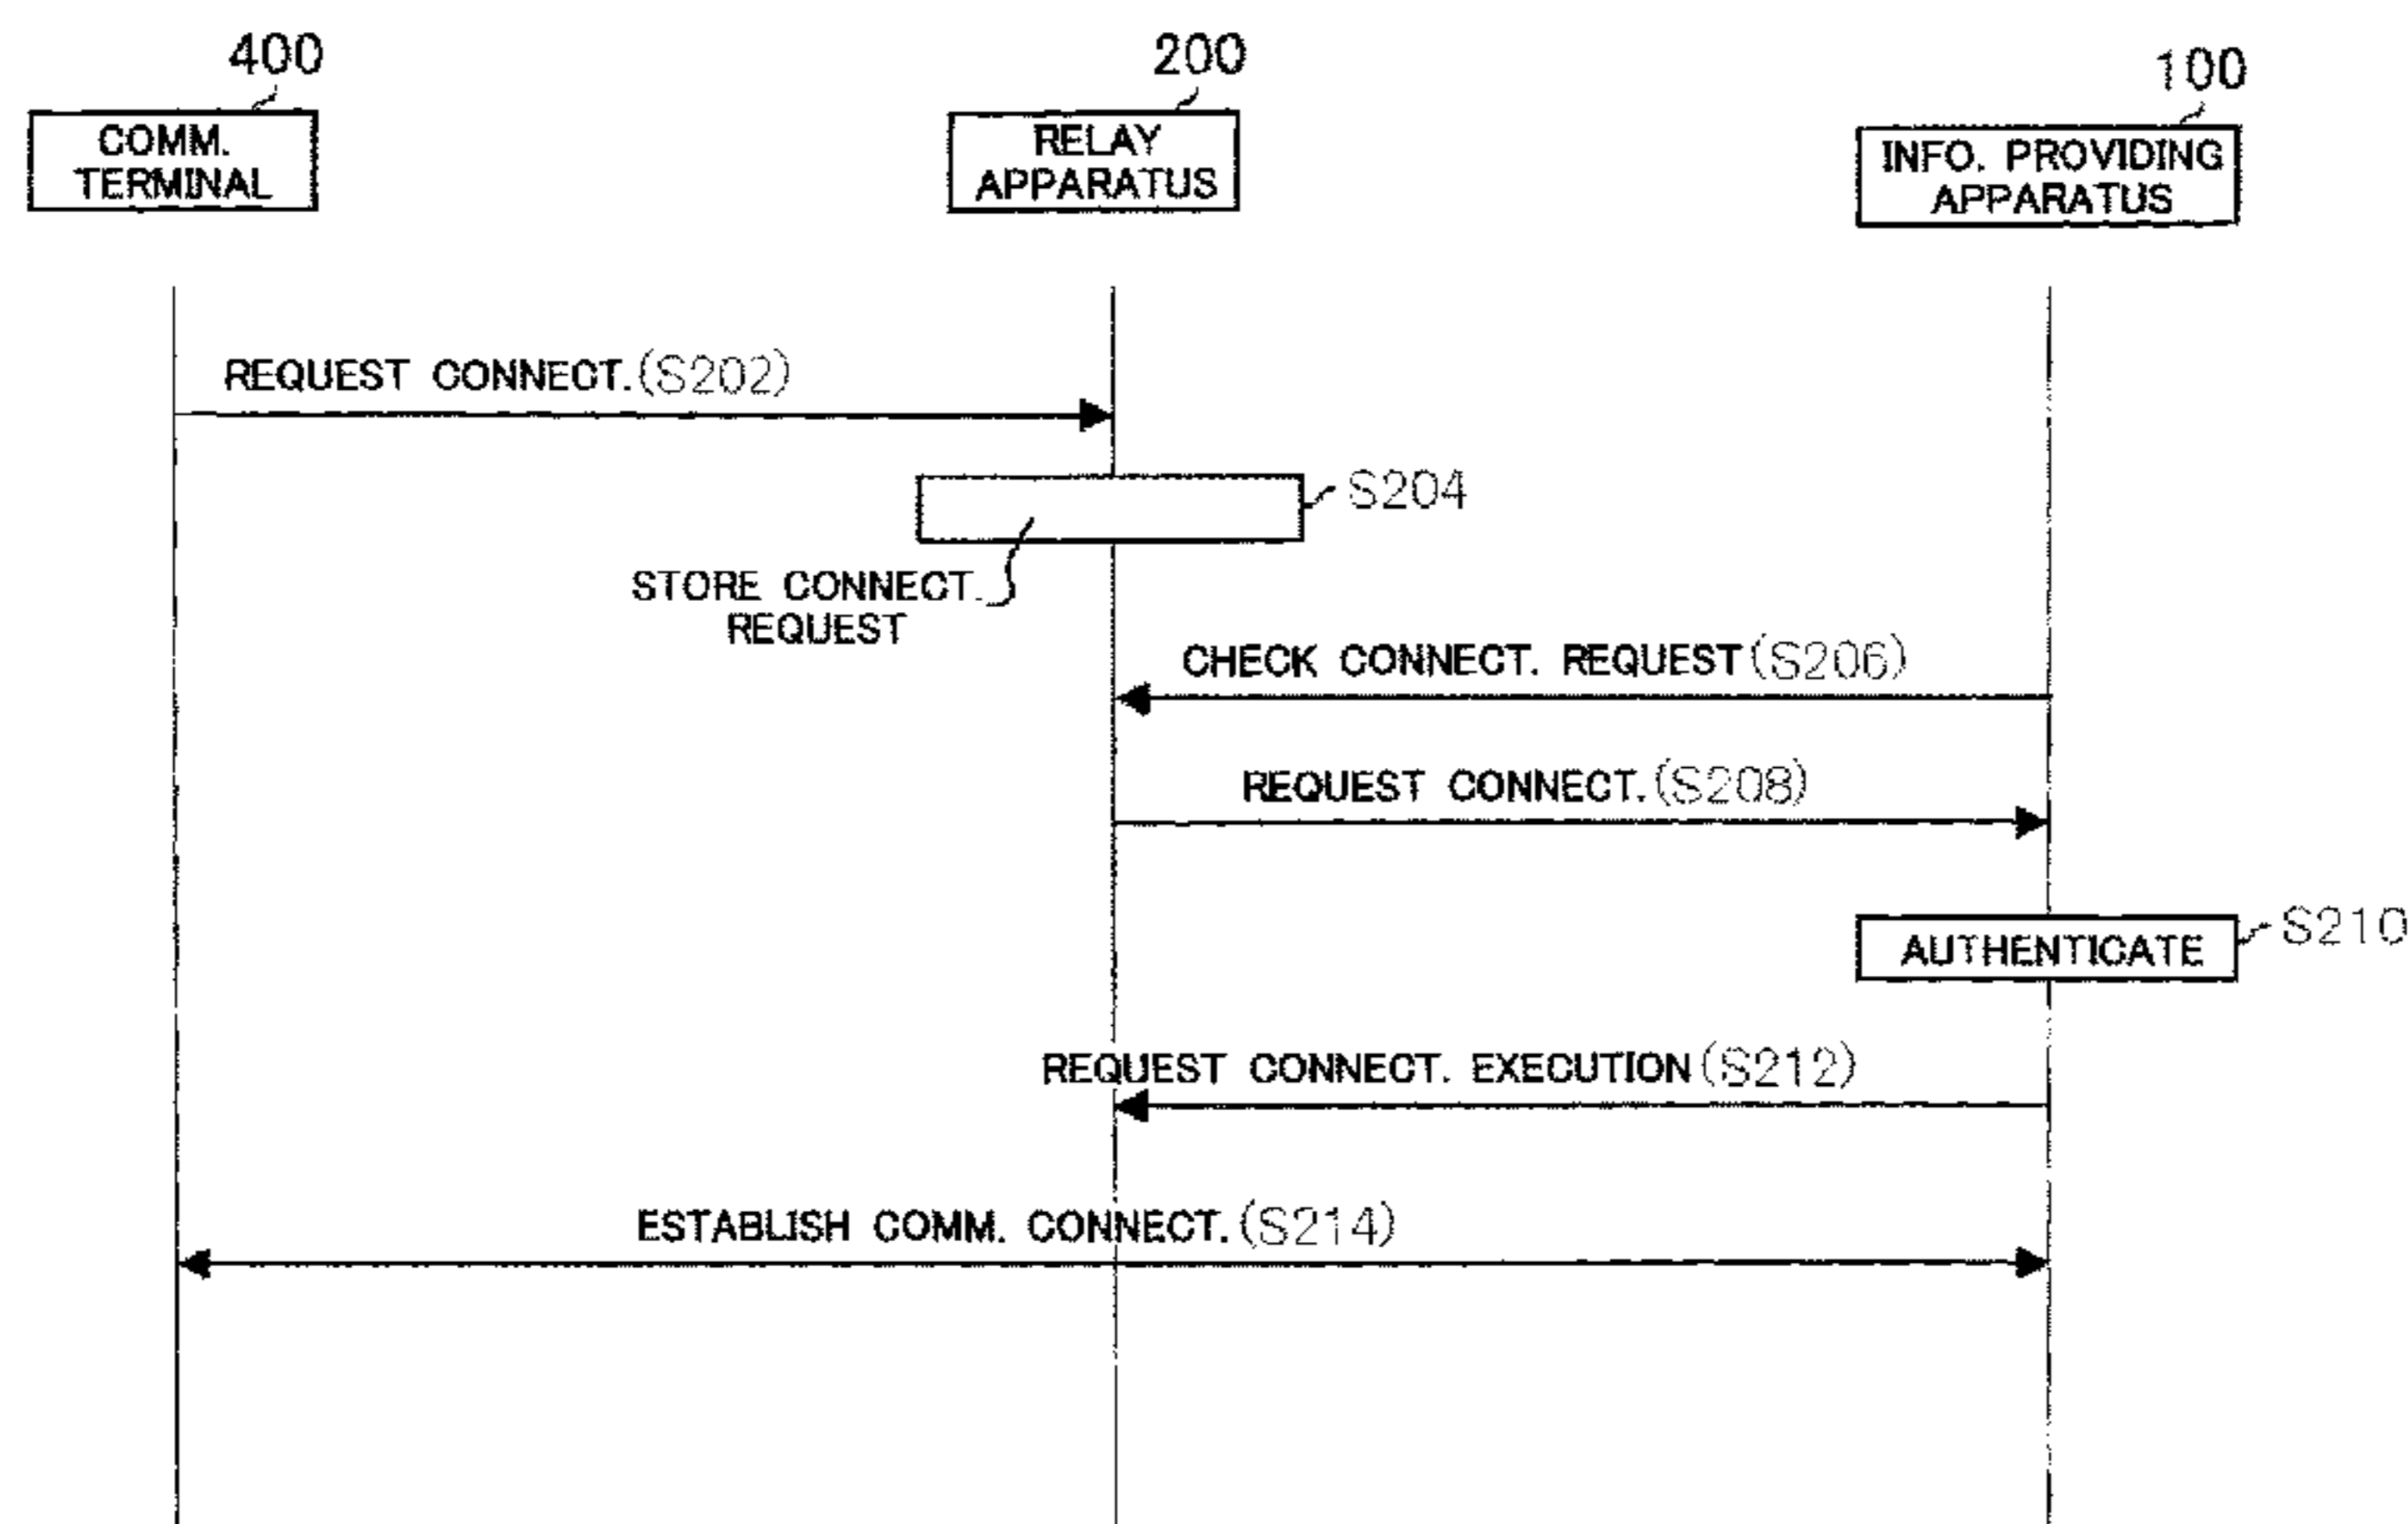 400
200
100
COMM.
TERMINAL
RELAY
APPARATUS
INFO. PROVIDING
APPARATUS
REQUEST CONNECT. (S202)
S204
STORE CONNECT.
REQUEST
CHECK CONNECT. REQUEST (S206)
REQUEST CONNECT. (S208)
AUTHENTICATE
S210
REQUEST CONNECT. EXECUTION (S212)
ESTABLISH COMM. CONNECT. (S214)